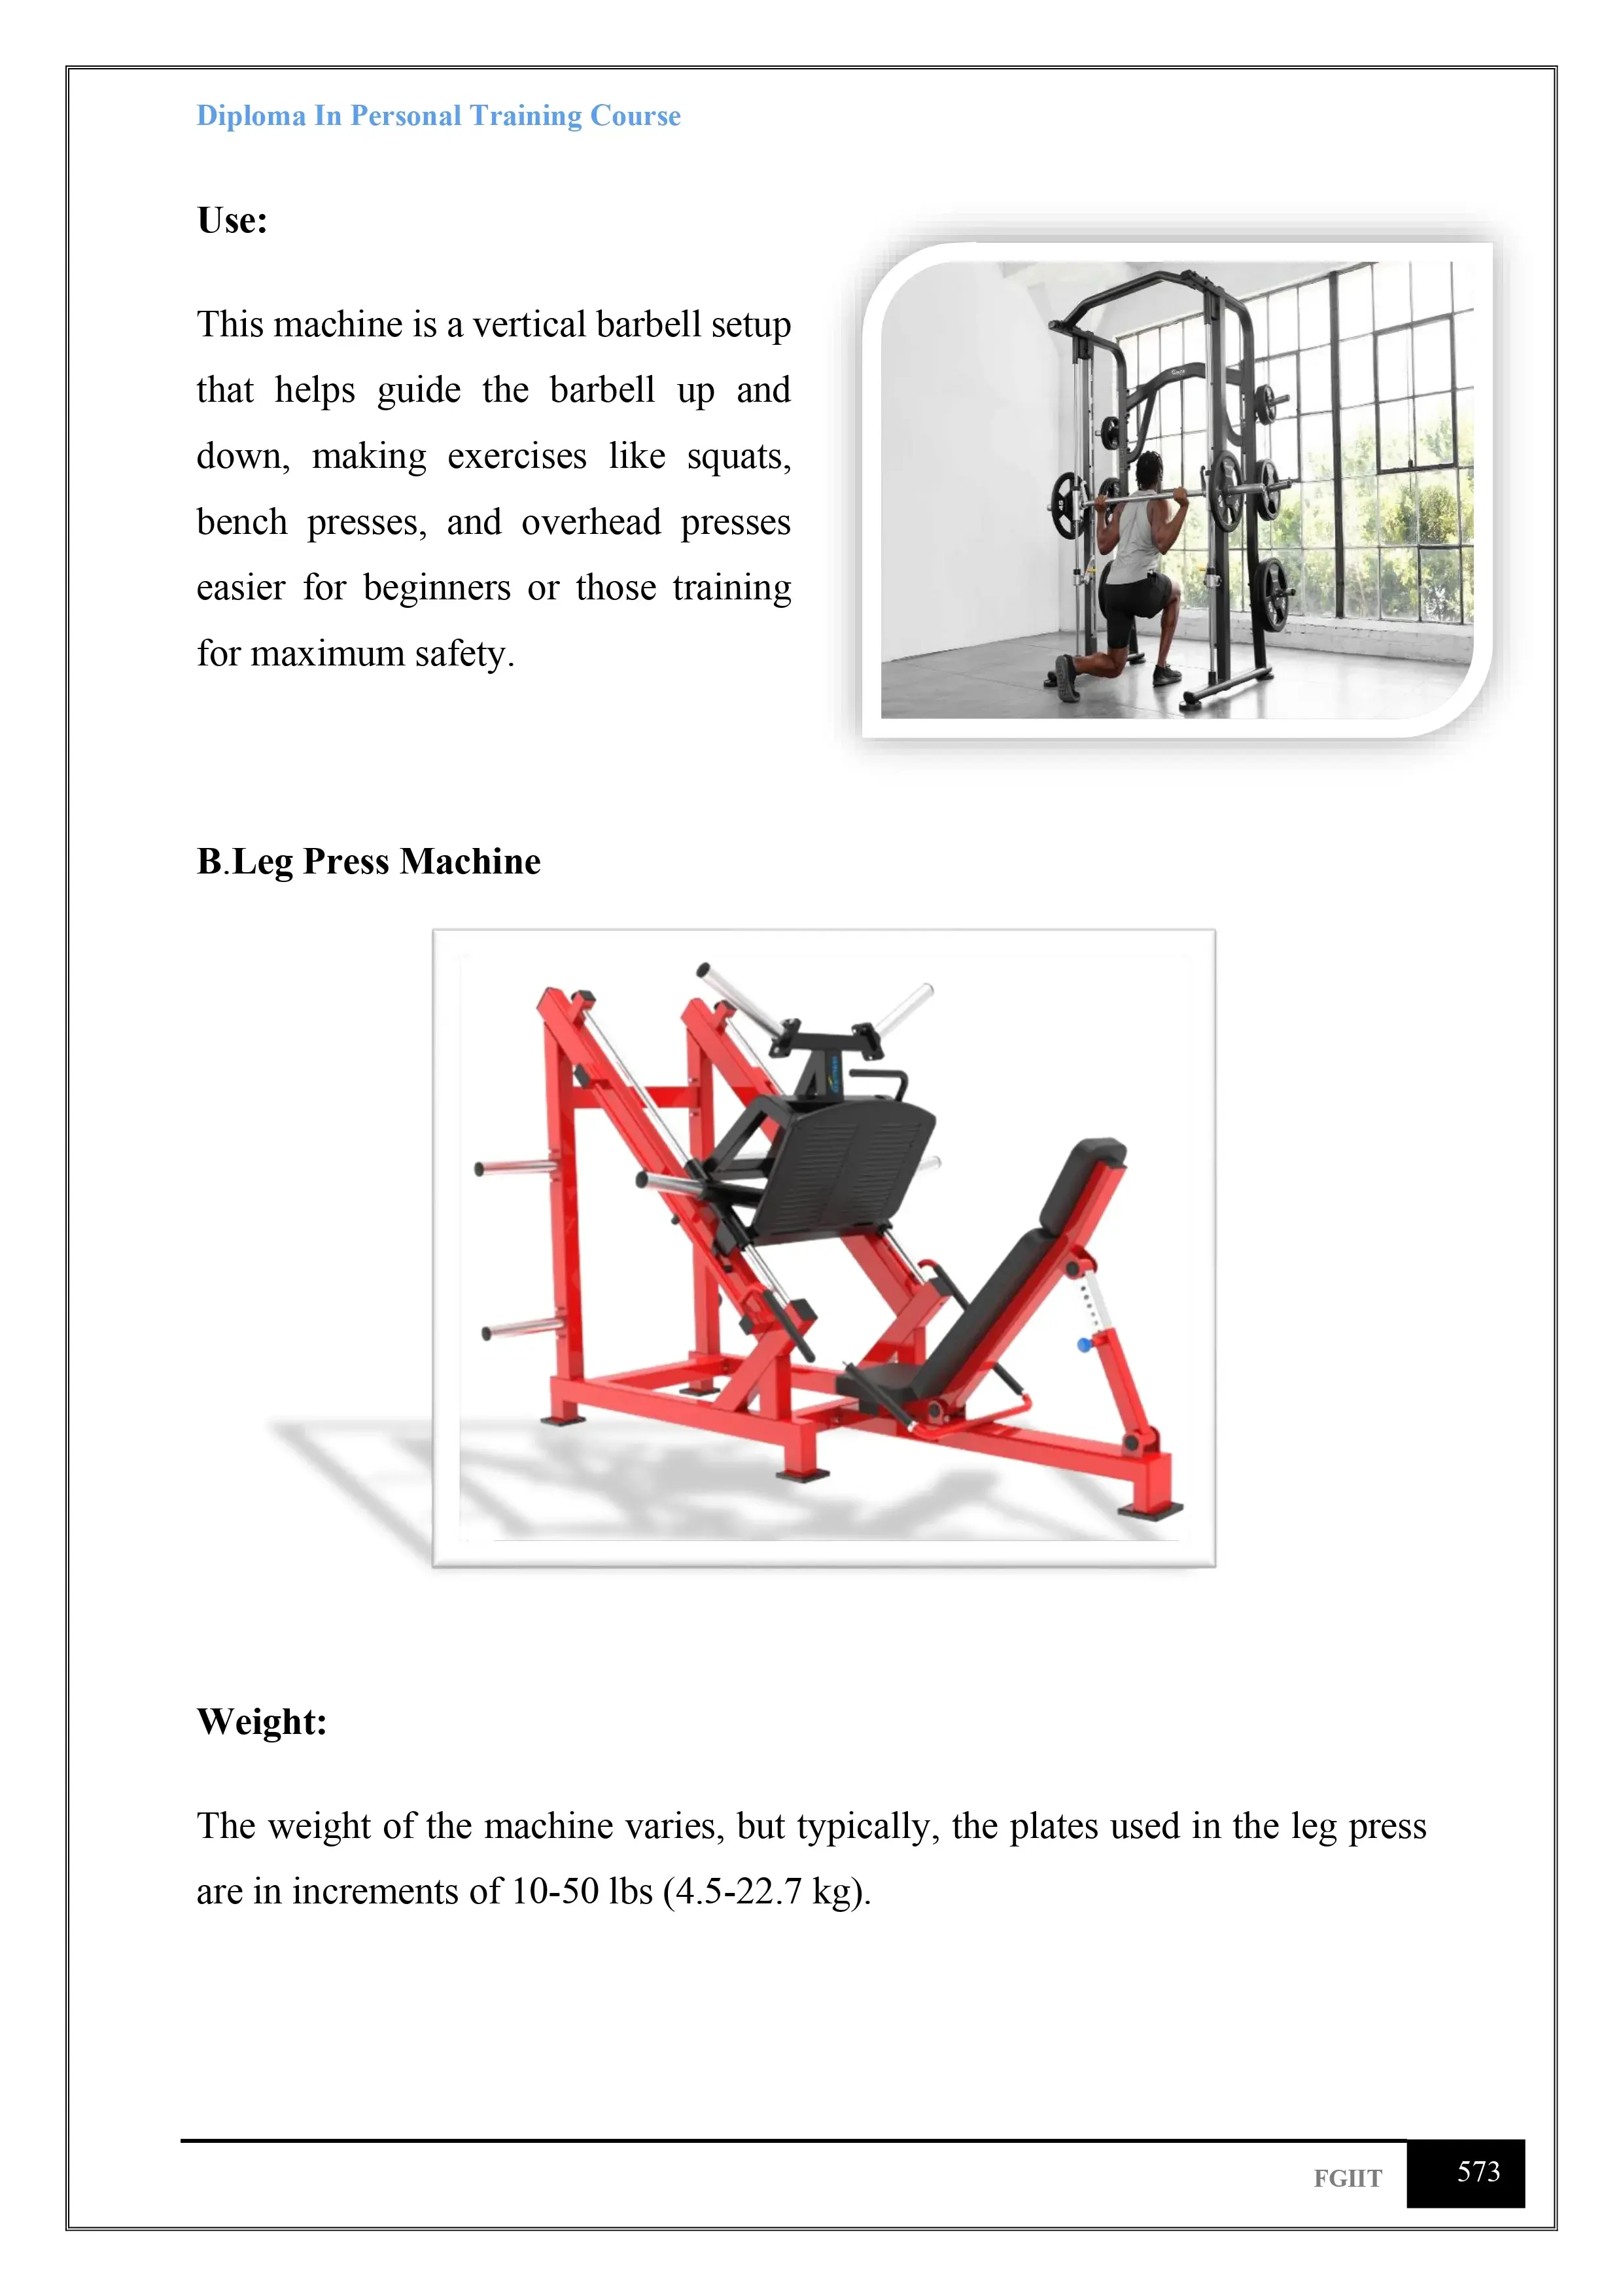 Diploma In Personal Training Course
Use:
This machine is a vertical barbell setup
that helps guide the barbell up and
down, making exercises like squats,
bench presses, and overhead presses
easier for beginners or those training
for maximum safety.
B.Leg Press Machine
Weight:
The weight of the machine varies, but typically, the plates used in the leg press
are in increments of 10-50 lbs (4.5-22.7 kg).
FGIIT
573